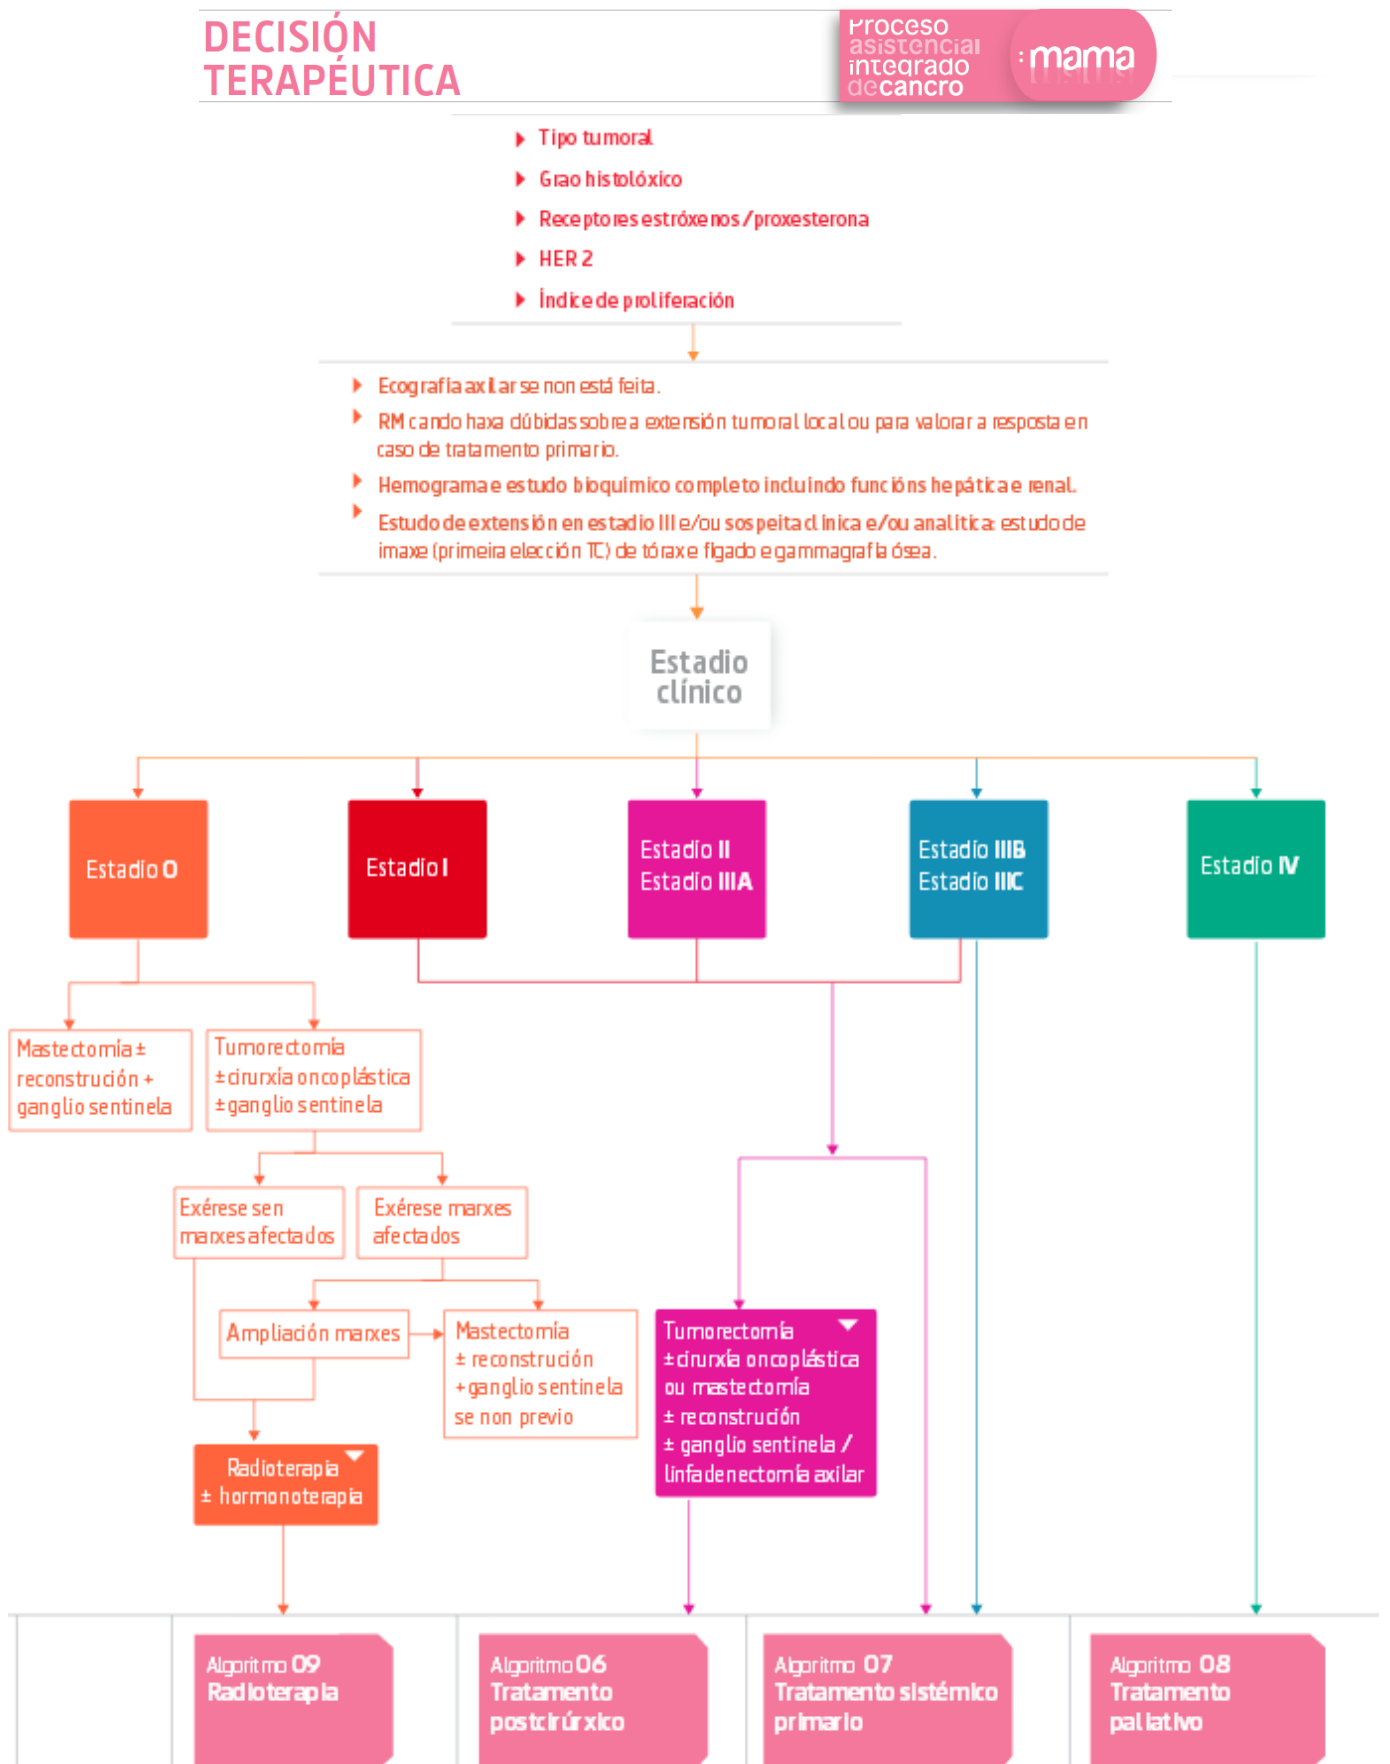 DECISIÓN
TERAPÉUTICA
Proceso
asistencial
integrado
decancro
:mama
Tipo tumoral
Grao histolóxico
Receptores estróxenos/proxesterona
HER 2
Índice de proliferación
Ecografía axilar se non está feita.
RM cando haxa dúbidas sobre a extensión tumoral local ou para valorar a resposta en
caso de tratamento primario.
Hemograma e estudo bioquímico completo incluíndo funcións hepática e renal.
Estudo de extensión en estadio III e/ou sospeita clínica e/ou analítica: estudo de
imaxe (primeira elección TC) de tórax e fígado e gammagrafía ósea.
Estadio
clínico
Estadio 0
Estadio I
Estadio II
Estadio IIIA
Estadio IIIB
Estadio IIIC
Estadio IV
Mastectomía ±
reconstrución +
ganglio sentinela
Tumorectomía
± cirurxía oncoplástica
± ganglio sentinela
Exérese sen
marxes afectados
Exérese marxes
afectados
Ampliación marxes
Mastectomía
± reconstrución
+ ganglio sentinela
se non previo
Tumorectomía
± cirurxía oncoplástica
ou mastectomía
± reconstrución
± ganglio sentinela /
linfadenectomía axilar
Radioterapia
± hormonoterapia
Algoritmo 09
Radioterapia
Algoritmo 06
Tratamento
postcirúrxico
Algoritmo 07
Tratamento sistémico
primario
Algoritmo 08
Tratamento
paliativo